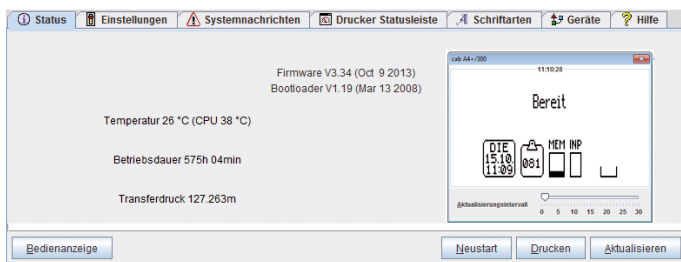 Status Einstellungen Systemnachrichten Drucker Statusleiste Schriftarten Geräte Hilfe
Firmware V3.34 (Oct 9 2013)
Bootloader V1.19 (Mar 13 2008)
Temperatur 26 °C (CPU 38 °C)
Betriebsdauer 575h 04min
Transferdruck 127.263m
cab A4+/300
11:10:28
Bereit
DIE
15.10.
11:09
081
MEM INP
Aktualisierungsintervall
0 5 10 15 20 25 30
Bedienanzeige Neustart Drucken Aktualisieren